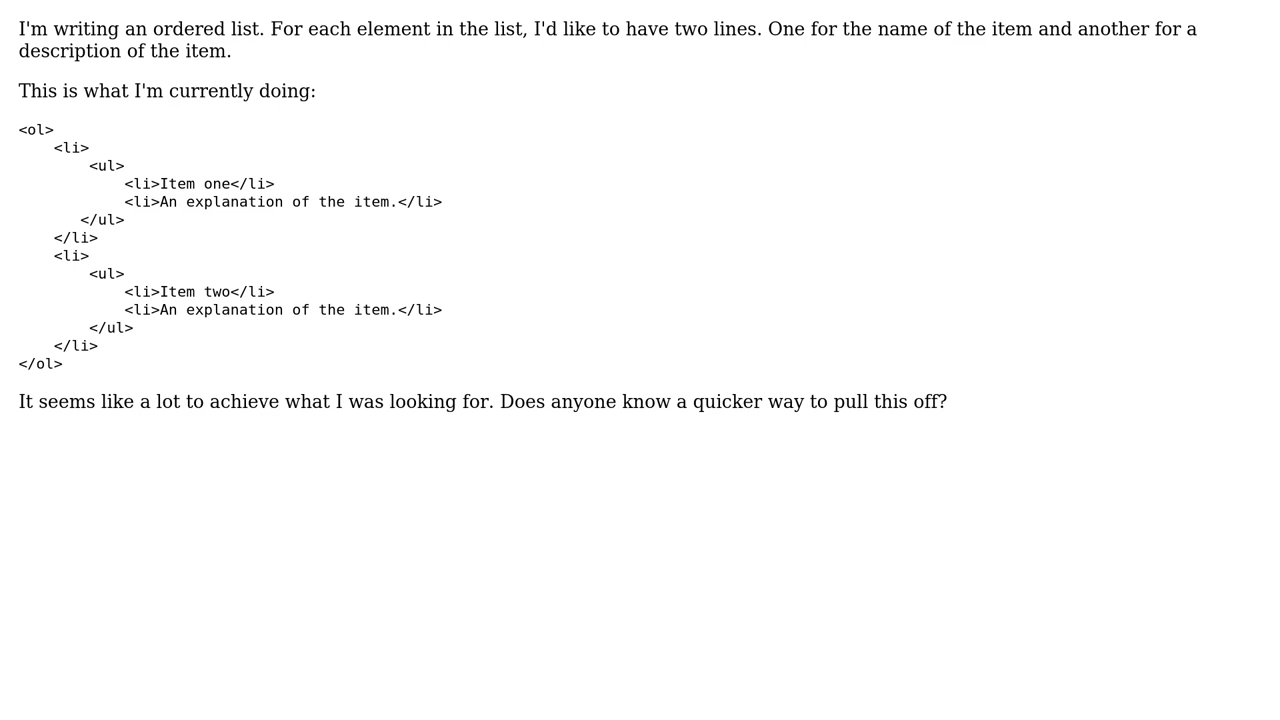 I'm writing an ordered list. For each element in the list, I'd like to have two lines. One for the name of the item and another for a
description of the item.
This is what I'm currently doing:
<ol>
    <li>
        <ul>
            <li>Item one</li>
            <li>An explanation of the item.</li>
       </ul>
    </li>
    <li>
        <ul>
            <li>Item two</li>
            <li>An explanation of the item.</li>
        </ul>
    </li>
</ol>
It seems like a lot to achieve what I was looking for. Does anyone know a quicker way to pull this off?